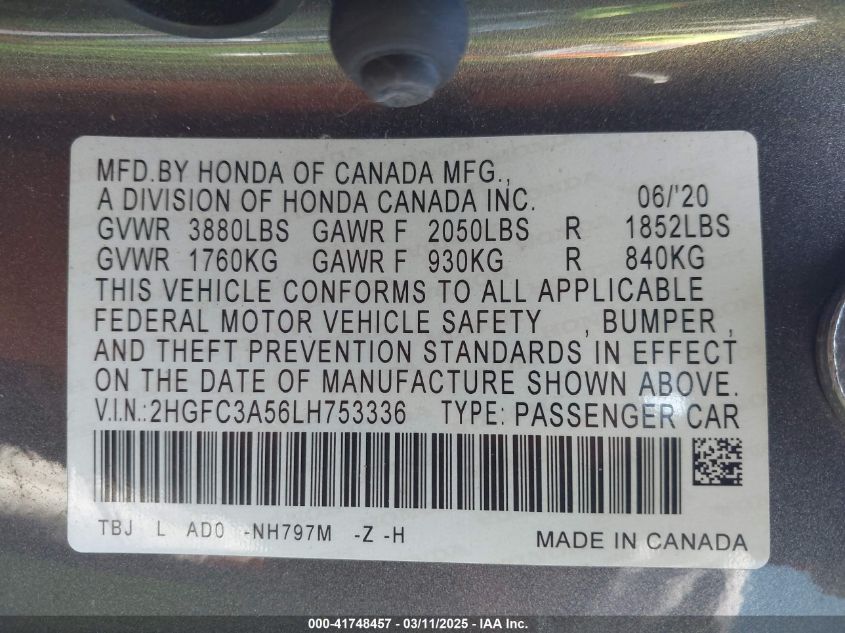 MFD.BY HONDA OF CANADA MFG.,
A DIVISION OF HONDA CANADA INC. 06/'20
GVWR 3880LBS GAWR F 2050LBS R 1852LBS
GVWR 1760KG GAWR F 930KG R 840KG
THIS VEHICLE CONFORMS TO ALL APPLICABLE
FEDERAL MOTOR VEHICLE SAFETY , BUMPER ,
AND THEFT PREVENTION STANDARDS IN EFFECT
ON THE DATE OF MANUFACTURE SHOWN ABOVE.
V.I.N.:2HGFC3A56LH753336 TYPE: PASSENGER CAR
TBJ L AD0 -NH797M -Z -H MADE IN CANADA
000-41748457 - 03/11/2025 - IAA Inc.